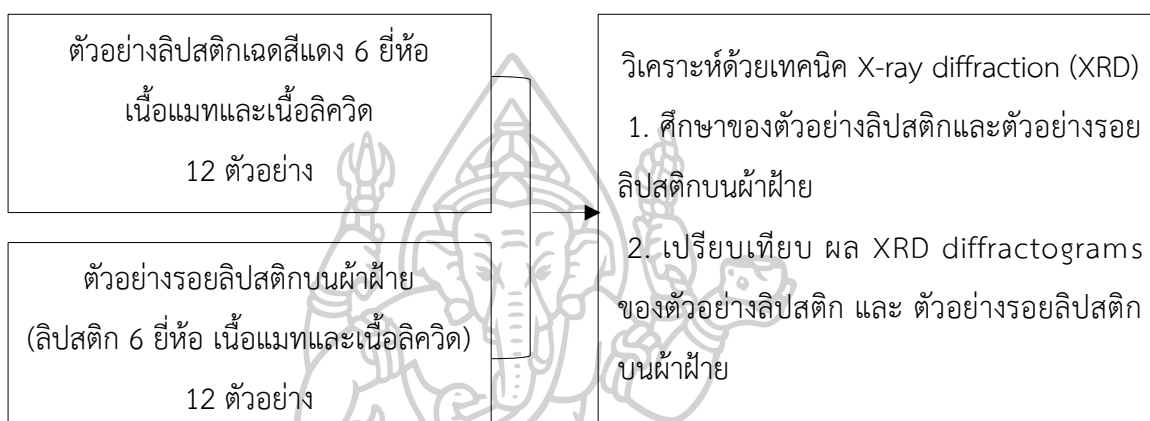 ตัวอย่างลิปสติกเฉดสีแดง 6 ยี่ห้อ
เนื้อแมทและเนื้อลิควิด
12 ตัวอย่าง
ตัวอย่างรอยลิปสติกบนผ้าฝ้าย
(ลิปสติก 6 ยี่ห้อ เนื้อแมทและเนื้อลิควิด)
12 ตัวอย่าง
วิเคราะห์ด้วยเทคนิค X-ray diffraction (XRD)
1. ศึกษาของตัวอย่างลิปสติกและตัวอย่างรอย
ลิปสติกบนผ้าฝ้าย
2. เปรียบเทียบ ผล XRD diffractograms
ของตัวอย่างลิปสติก และ ตัวอย่างรอยลิปสติก
บนผ้าฝ้าย